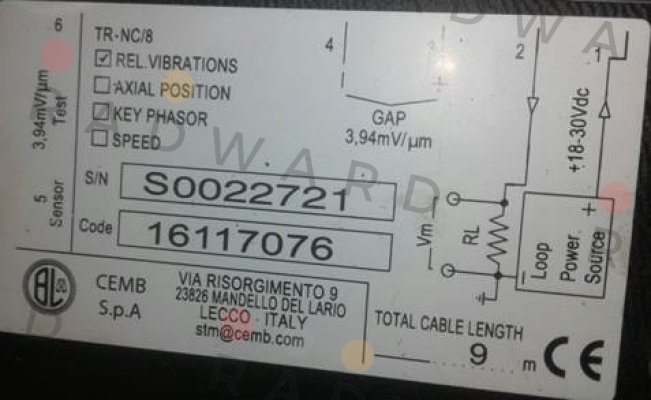 6
3,94mV/µm
Test
5
Sensor
TR-NC/8
REL.VIBRATIONS
AXIAL POSITION
KEY PHASOR
SPEED
4
3
2
1
GAP
3,94mV/µm
+18-30Vdc
S/N
S0022721
Code
16117076
Vm
RL
+
-
Loop
Power
Source
CEMB
S.p.A
VIA RISORGIMENTO 9
23826 MANDELLO DEL LARIO
LECCO - ITALY
stm@cemb.com
TOTAL CABLE LENGTH
9 m
CE
RADWARD